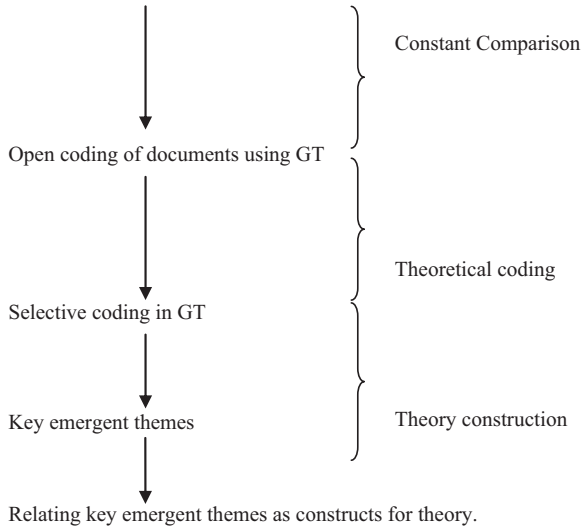 Constant Comparison
Open coding of documents using GT
Theoretical coding
Selective coding in GT
Key emergent themes
Theory construction
Relating key emergent themes as constructs for theory.